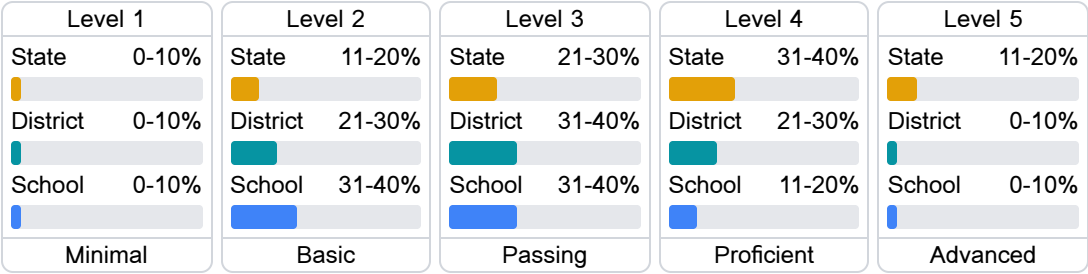 Level 1
State 0-10%
District 0-10%
School 0-10%
Minimal
Level 2
State 11-20%
District 21-30%
School 31-40%
Basic
Level 3
State 21-30%
District 31-40%
School 31-40%
Passing
Level 4
State 31-40%
District 21-30%
School 11-20%
Proficient
Level 5
State 11-20%
District 0-10%
School 0-10%
Advanced